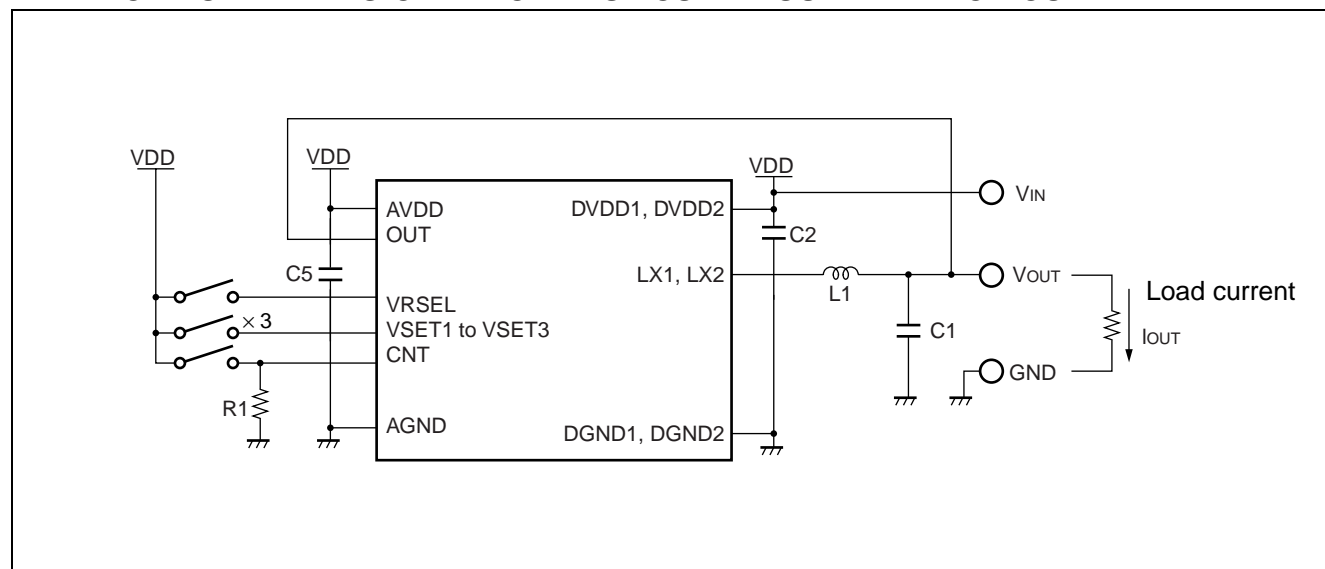 VDD
VDD
VDD
VIN
AVDD
DVDD1, DVDD2
OUT
C2
C5
LX1, LX2
VOUT
L1
Load current
VRSEL
× 3
VSET1 to VSET3
C1
IOUT
CNT
GND
R1
AGND
DGND1, DGND2